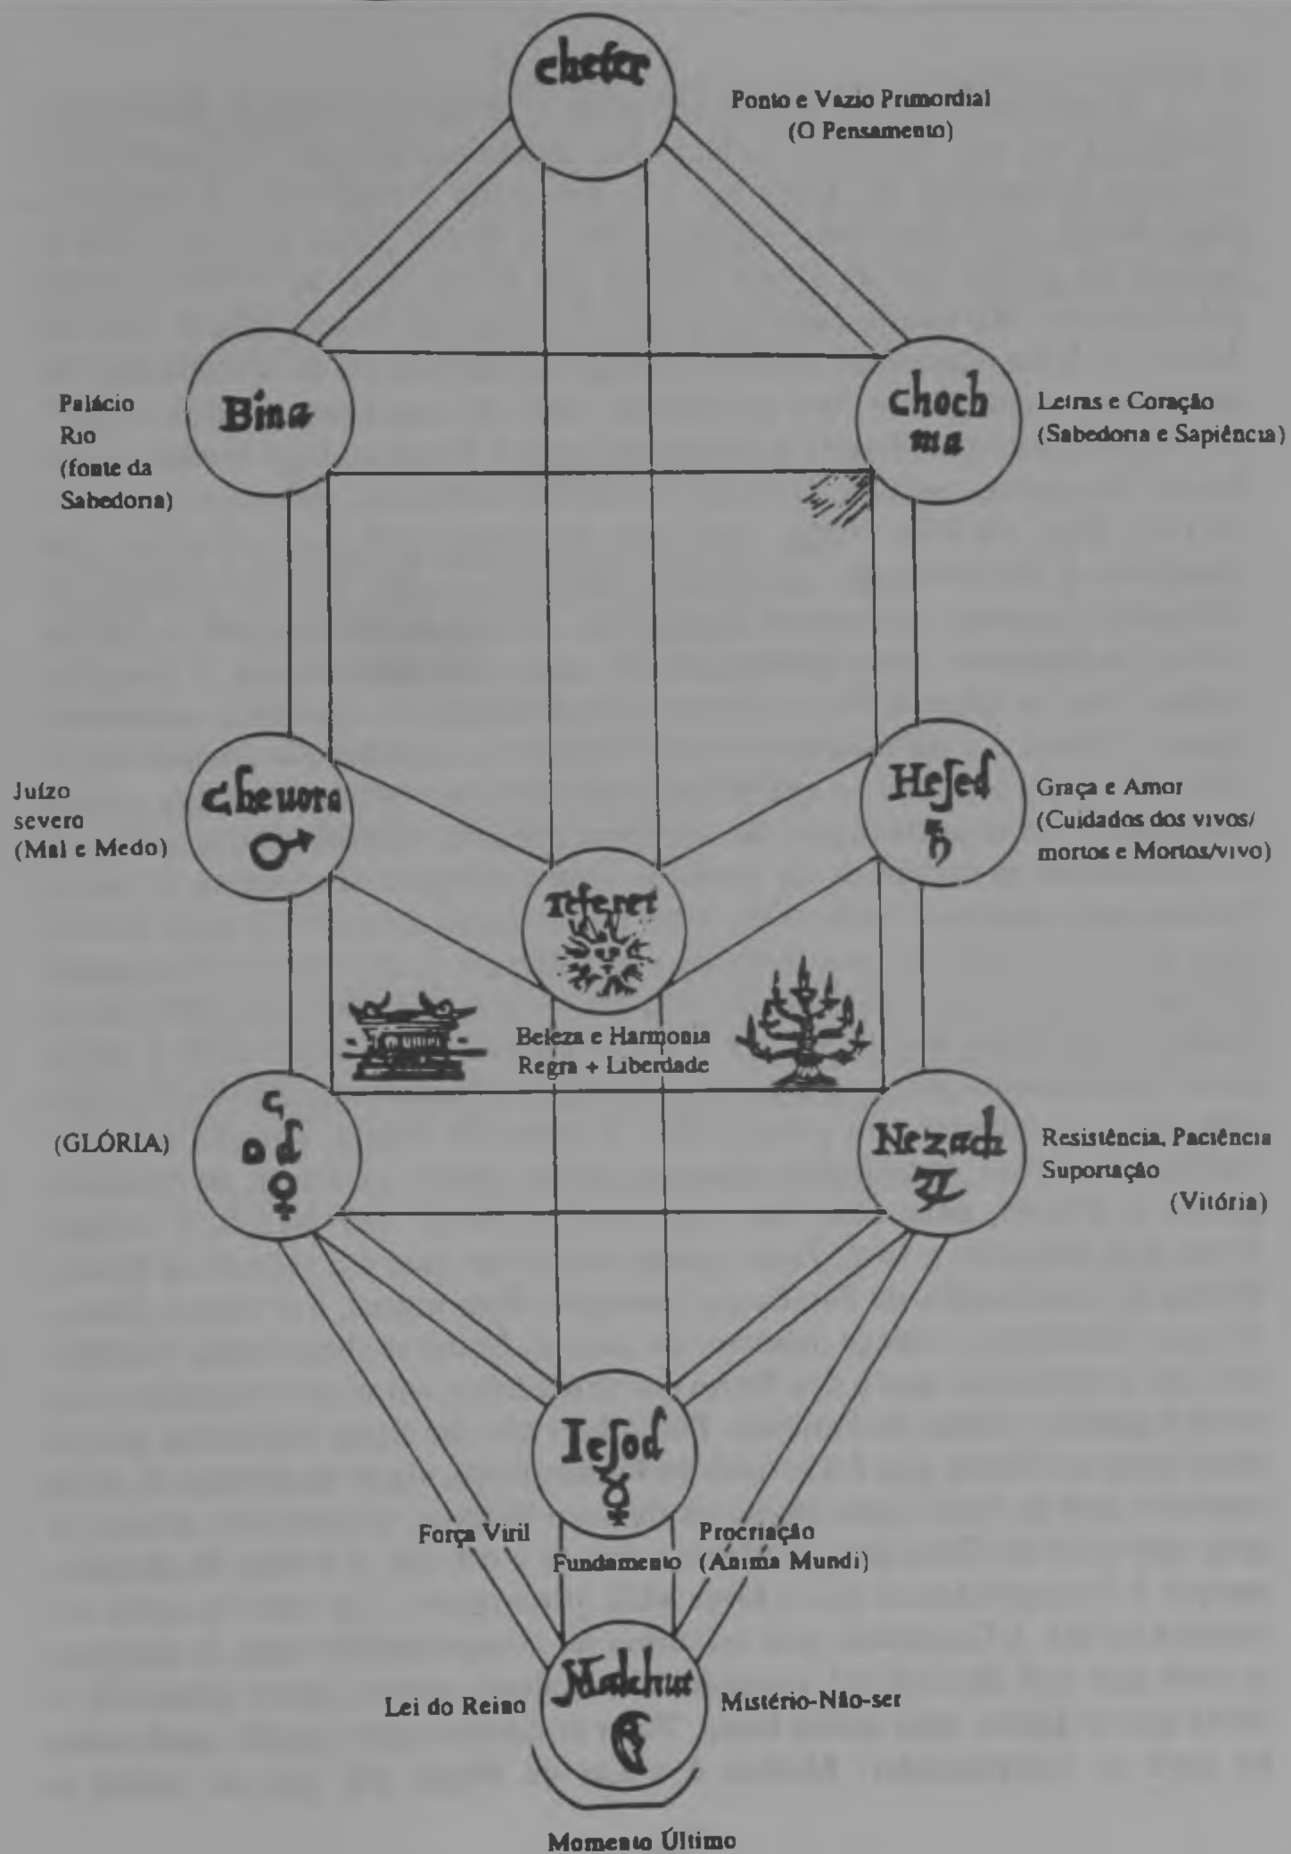 chefer
Ponto e Vazio Primordial
(O Pensamento)
Bina
Palácio
Rio
(fonte da
Sabedoria)
choch
ma
Letras e Coração
(Sabedoria e Sapiência)
Gheuora
Juízo
severo
(Mal e Medo)
Heſed
Graça e Amor
(Cuidados dos vivos/
mortos e Mortos/vivo)
Teferet
Beleza e Harmonia
Regra + Liberdade
(GLÓRIA)
Nezach
Resistência, Paciência
Suportação
(Vitória)
Ieſod
Força Viril
Procriação
Fundamento (Anima Mundi)
Malchut
Lei do Reino
Mistério-Não-ser
Momento Último